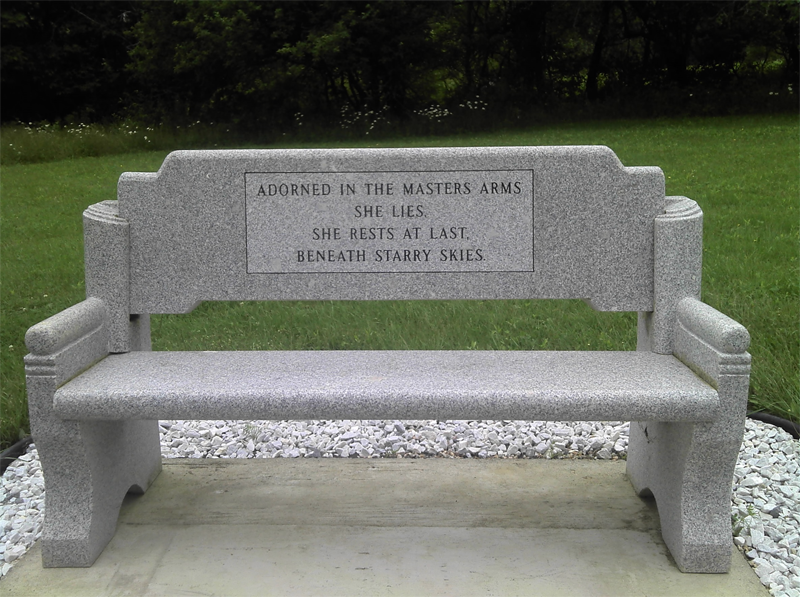 ADORNED IN THE MASTERS ARMS
SHE LIES,
SHE RESTS AT LAST,
BENEATH STARRY SKIES.